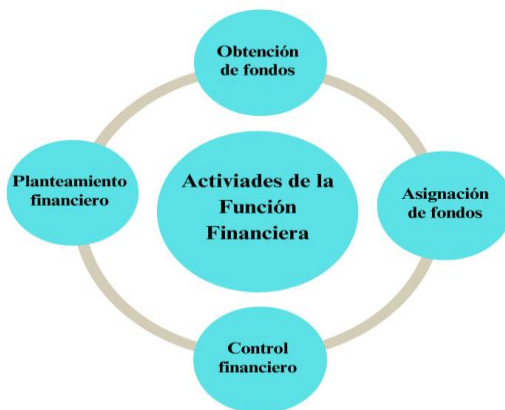 Obtención
de fondos
Planteamiento
financiero
Activiades de la
Función
Financiera
Asignación
de fondos
Control
financiero